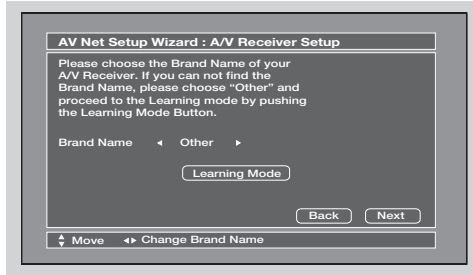 AV Net Setup Wizard : A/V Receiver Setup
Please choose the Brand Name of your
A/V Receiver. If you can not find the
Brand Name, please choose “Other” and
proceed to the Learning mode by pushing
the Learning Mode Button.
Brand Name ◂ Other ▸
Learning Mode
Back Next
Move Change Brand Name